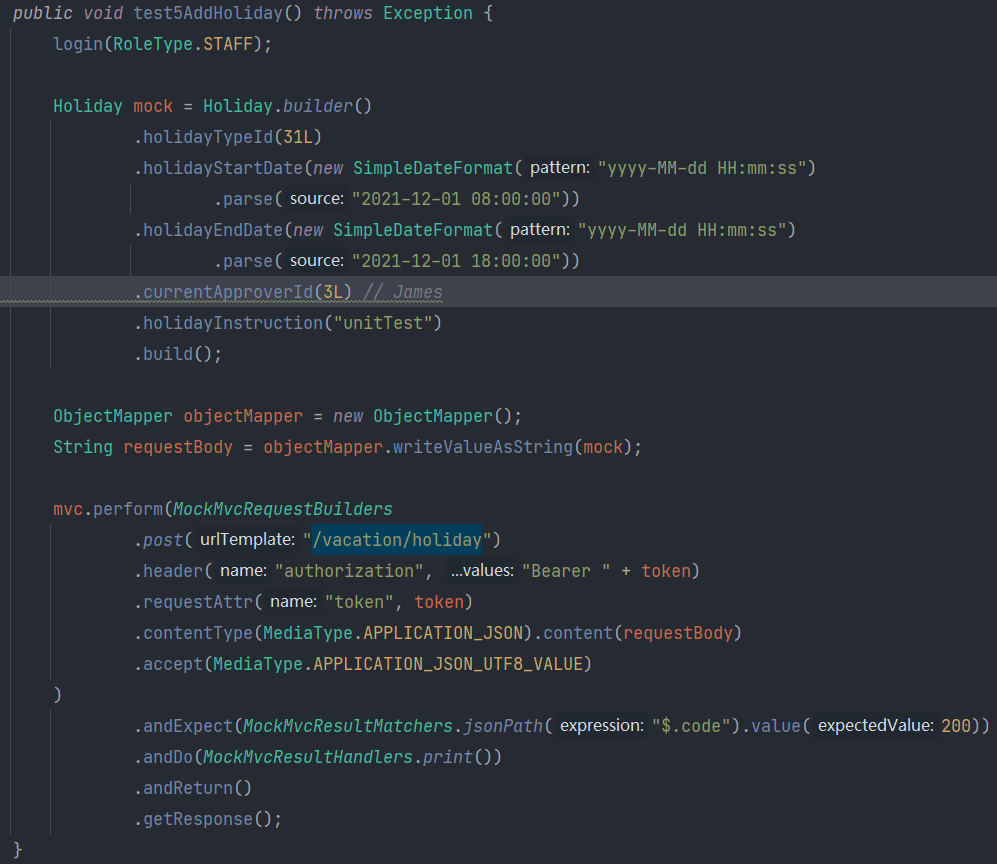 public void test5AddHoliday() throws Exception {
login(RoleType.STAFF);
Holiday mock = Holiday.builder()
.holidayTypeId(31L)
.holidayStartDate(new SimpleDateFormat( pattern: "yyyy-MM-dd HH:mm:ss")
.parse( source: "2021-12-01 08:00:00"))
.holidayEndDate(new SimpleDateFormat( pattern: "yyyy-MM-dd HH:mm:ss")
.parse( source: "2021-12-01 18:00:00"))
.currentApproverId(3L) // James
.holidayInstruction("unitTest")
.build();
ObjectMapper objectMapper = new ObjectMapper();
String requestBody = objectMapper.writeValueAsString(mock);
mvc.perform(MockMvcRequestBuilders
.post( urlTemplate: "/vacation/holiday")
.header( name: "authorization", ...values: "Bearer " + token)
.requestAttr( name: "token", token)
.contentType(MediaType.APPLICATION_JSON).content(requestBody)
.accept(MediaType.APPLICATION_JSON_UTF8_VALUE)
)
.andExpect(MockMvcResultMatchers.jsonPath( expression: "$.code").value( expectedValue: 200))
.andDo(MockMvcResultHandlers.print())
.andReturn()
.getResponse();
}